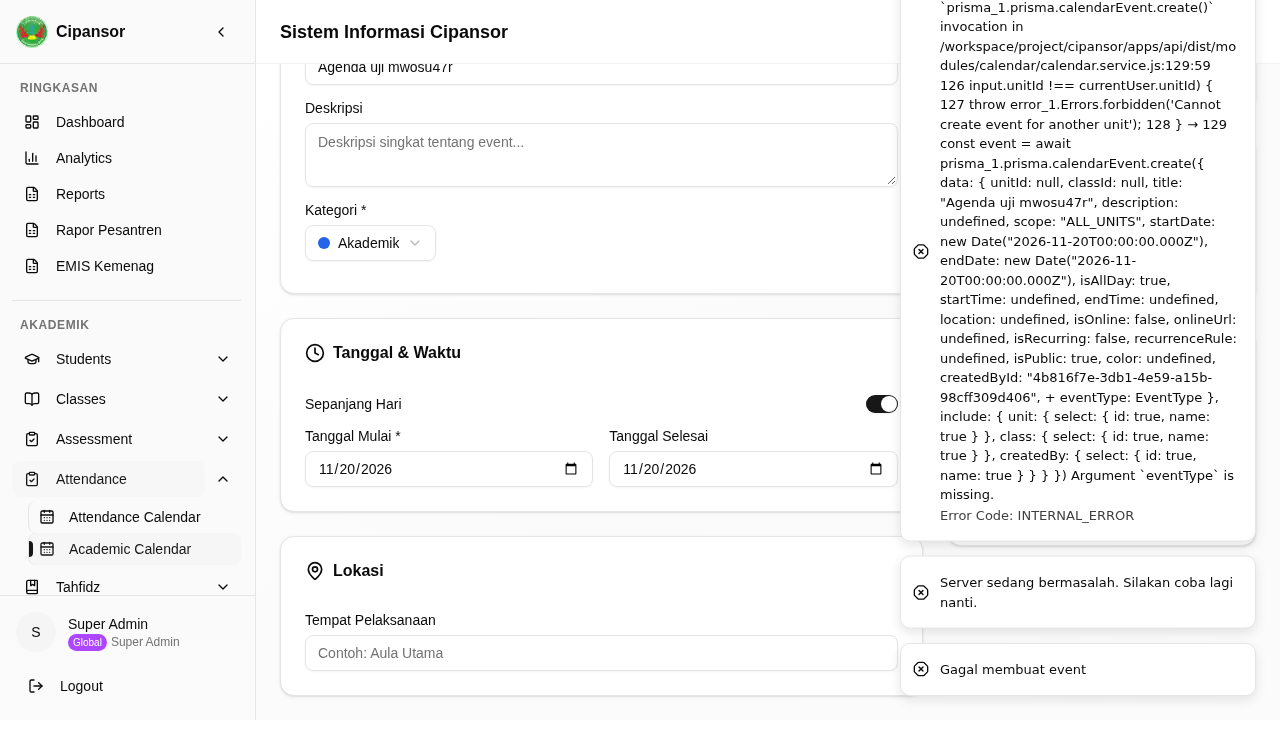 Cipansor
RINGKASAN
Dashboard
Analytics
Reports
Rapor Pesantren
EMIS Kemenag
AKADEMIK
Students
Classes
Assessment
Attendance
Attendance Calendar
Academic Calendar
Tahfidz
S
Super Admin
Global Super Admin
Logout
Sistem Informasi Cipansor
Agenda uji mwosu47r
Deskripsi
Deskripsi singkat tentang event...
Kategori *
Akademik
Tanggal & Waktu
Sepanjang Hari
Tanggal Mulai *
Tanggal Selesai
11/20/2026
11/20/2026
Lokasi
Tempat Pelaksanaan
Contoh: Aula Utama
`prisma_1.prisma.calendarEvent.create()`
invocation in
/workspace/project/cipansor/apps/api/dist/mo
dules/calendar/calendar.service.js:129:59
126 input.unitId !== currentUser.unitId) {
127 throw error_1.Errors.forbidden('Cannot
create event for another unit'); 128 } → 129
const event = await
prisma_1.prisma.calendarEvent.create({
data: { unitId: null, classId: null, title:
"Agenda uji mwosu47r", description:
undefined, scope: "ALL_UNITS", startDate:
new Date("2026-11-20T00:00:00.000Z"),
endDate: new Date("2026-11-
20T00:00:00.000Z"), isAllDay: true,
startTime: undefined, endTime: undefined,
location: undefined, isOnline: false, onlineUrl:
undefined, isRecurring: false, recurrenceRule:
undefined, isPublic: true, color: undefined,
createdById: "4b816f7e-3db1-4e59-a15b-
98cff309d406", + eventType: EventType },
include: { unit: { select: { id: true, name:
true } }, class: { select: { id: true, name:
true } }, createdBy: { select: { id: true,
name: true } } } }) Argument `eventType` is
missing.
Error Code: INTERNAL_ERROR
Server sedang bermasalah. Silakan coba lagi
nanti.
Gagal membuat event